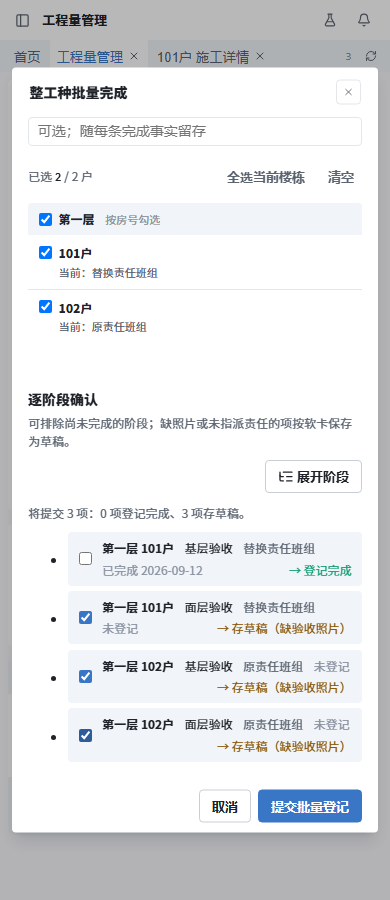 工程量管理
首页 工程量管理 × 101户 施工详情 × 3
整工种批量完成 ×
可选；随每条完成事实留存
已选 2 / 2 户 全选当前楼栋 清空
第一层 按房号勾选
101户
当前：替换责任班组
102户
当前：原责任班组
逐阶段确认
可排除尚未完成的阶段；缺照片或未指派责任的项按软卡保存
为草稿。
展开阶段
将提交 3 项：0 项登记完成、3 项存草稿。
第一层 101户 基层验收 替换责任班组
已完成 2026-09-12 → 登记完成
第一层 101户 面层验收 替换责任班组
未登记 → 存草稿（缺验收照片）
第一层 102户 基层验收 原责任班组 未登记
→ 存草稿（缺验收照片）
第一层 102户 面层验收 原责任班组 未登记
→ 存草稿（缺验收照片）
取消 提交批量登记